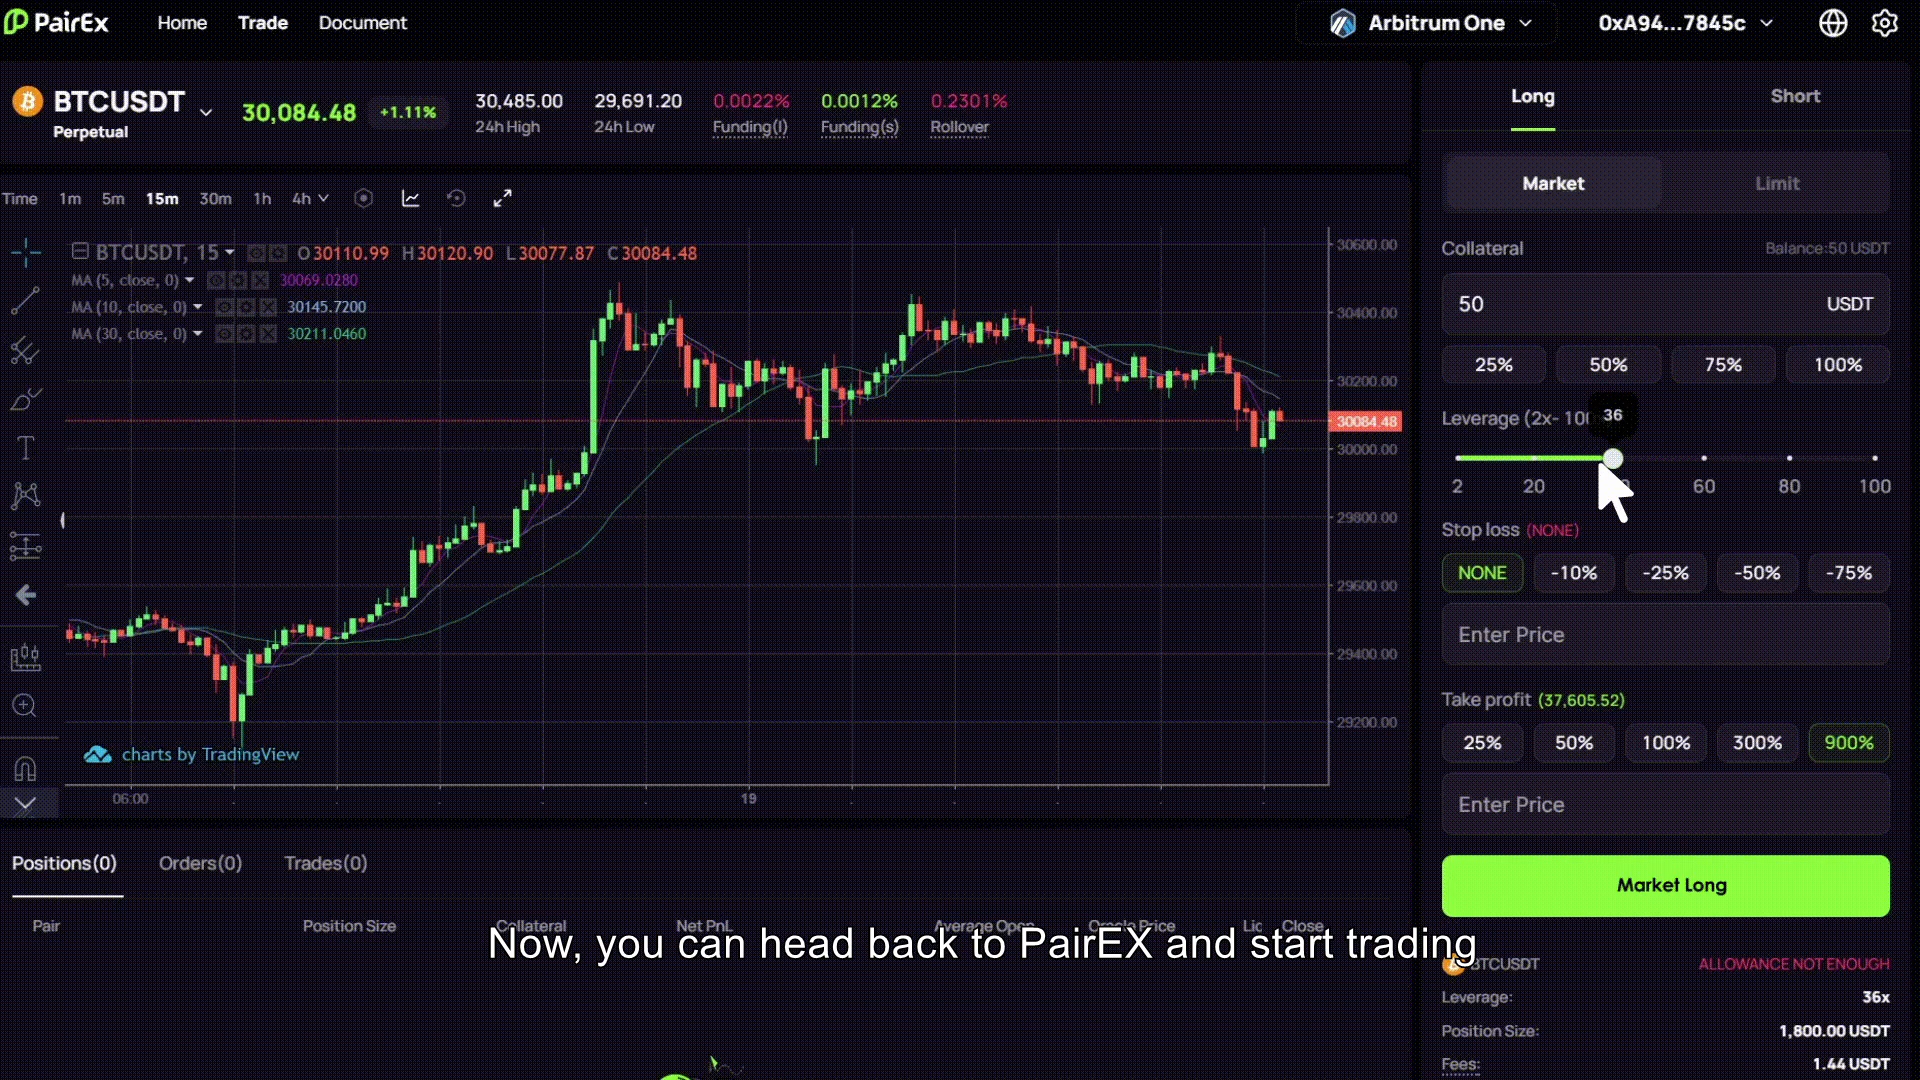 PairEx
Home
Trade
Document
Arbitrum One
0xA94...7845c
BTCUSDT
Perpetual
30,084.48
+1.11%
30,485.00
24h High
29,691.20
24h Low
0.0022%
Funding(l)
0.0012%
Funding(s)
0.2301%
Rollover
Time 1m 5m 15m 30m 1h 4h
BTCUSDT, 15 O30110.99 H30120.90 L30077.87 C30084.48
MA (5, close, 0) 30069.0280
MA (10, close, 0) 30145.7200
MA (30, close, 0) 30211.0460
30600.00
30400.00
30200.00
30084.48
30000.00
29800.00
29600.00
29400.00
29200.00
charts by TradingView
06:00 19
Long Short
Market Limit
Collateral Balance:50 USDT
50 USDT
25% 50% 75% 100%
Leverage (2x- 100
36
2 20 60 80 100
Stop loss (NONE)
NONE -10% -25% -50% -75%
Enter Price
Take profit (37,605.52)
25% 50% 100% 300% 900%
Enter Price
Market Long
BTCUSDT ALLOWANCE NOT ENOUGH
Leverage: 36x
Position Size: 1,800.00 USDT
Fees: 1.44 USDT
Positions(0) Orders(0) Trades(0)
Pair Position Size Collateral Net PnL Average Open Oracle Price Close
Now, you can head back to PairEX and start trading